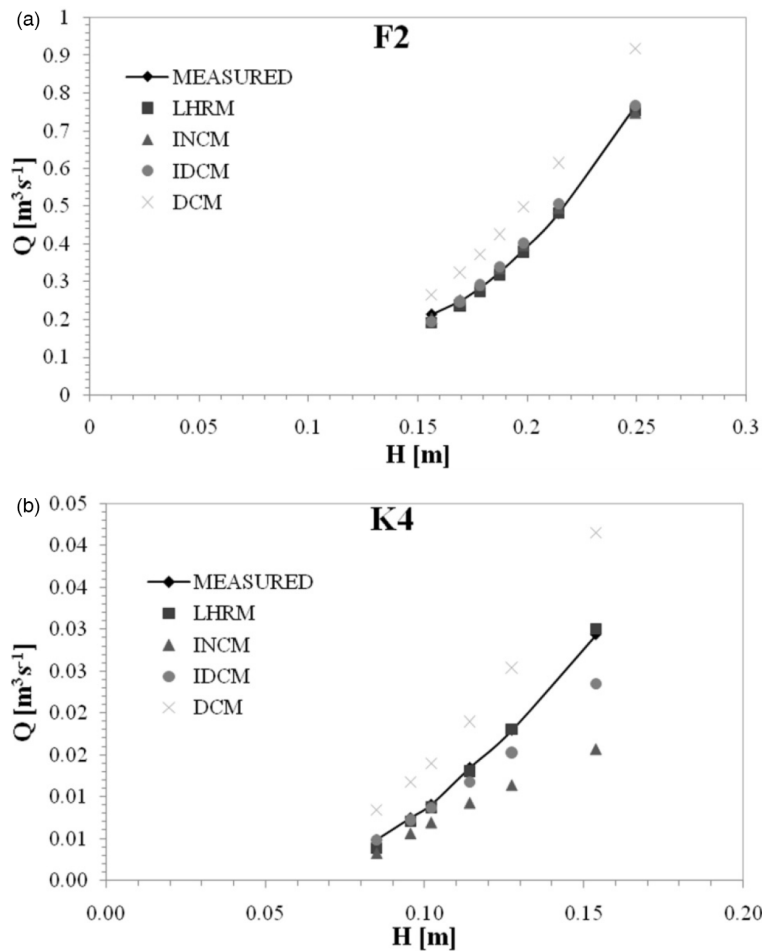 (a)
F2
1
0.9
0.8
0.7
0.6
0.5
0.4
0.3
0.2
0.1
0
Q [m³s⁻¹]
MEASURED
LHRM
INCM
IDCM
DCM
0 0.05 0.1 0.15 0.2 0.25 0.3
H [m]
(b)
K4
0.05
0.04
0.04
0.03
0.03
0.02
0.02
0.01
0.01
0.00
Q [m³s⁻¹]
MEASURED
LHRM
INCM
IDCM
DCM
0.00 0.05 0.10 0.15 0.20
H [m]